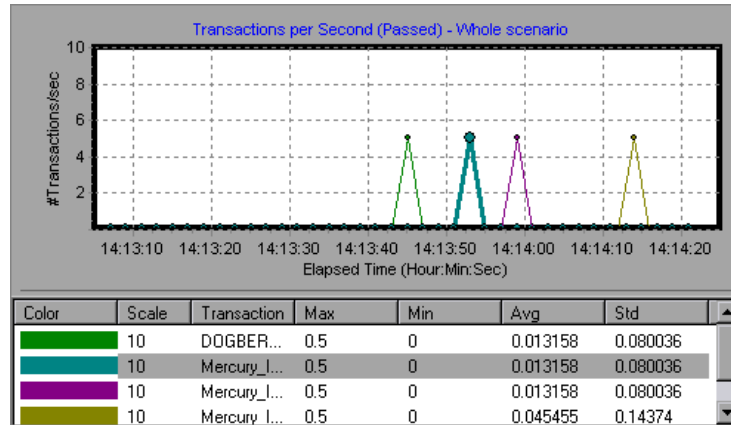 Transactions per Second (Passed) - Whole scenario
10
8
6
4
2
#Transactions/sec
14:13:10 14:13:20 14:13:30 14:13:40 14:13:50 14:14:00 14:14:10 14:14:20
Elapsed Time (Hour:Min:Sec)
Color Scale Transaction Max Min Avg Std
10 DOGBER... 0.5 0 0.013158 0.080036
10 Mercury_I... 0.5 0 0.013158 0.080036
10 Mercury_I... 0.5 0 0.013158 0.080036
10 Mercury_I... 0.5 0 0.045455 0.14374